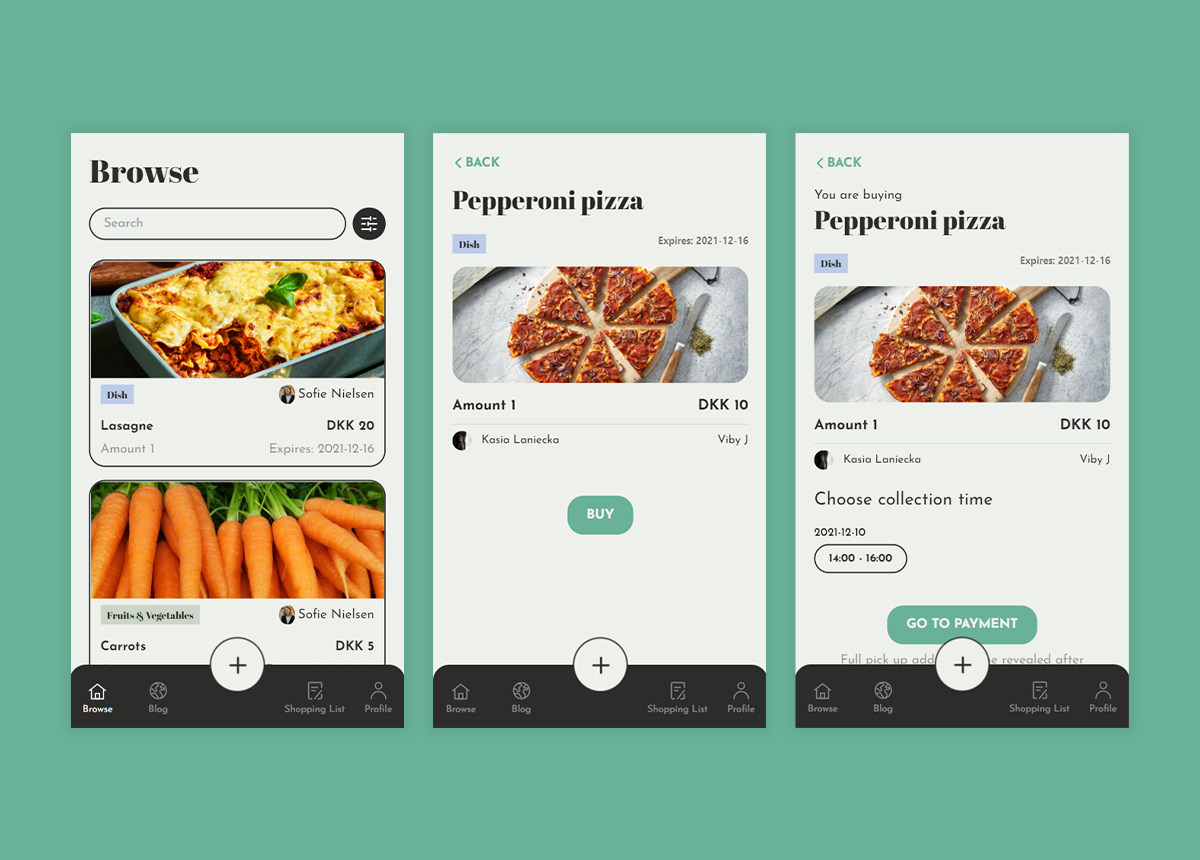 Browse
Search
Dish
Sofie Nielsen
Lasagne
DKK 20
Amount 1
Expires: 2021-12-16
Fruits & Vegetables
Sofie Nielsen
Carrots
DKK 5
Browse
Blog
Shopping List
Profile
BACK
Pepperoni pizza
Dish
Expires: 2021-12-16
Amount 1
DKK 10
Kasia Laniecka
Viby J
BUY
Browse
Blog
Shopping List
Profile
BACK
You are buying
Pepperoni pizza
Dish
Expires: 2021-12-16
Amount 1
DKK 10
Kasia Laniecka
Viby J
Choose collection time
2021-12-10
14:00 - 16:00
GO TO PAYMENT
Full pick up revealed after
Browse
Blog
Shopping List
Profile